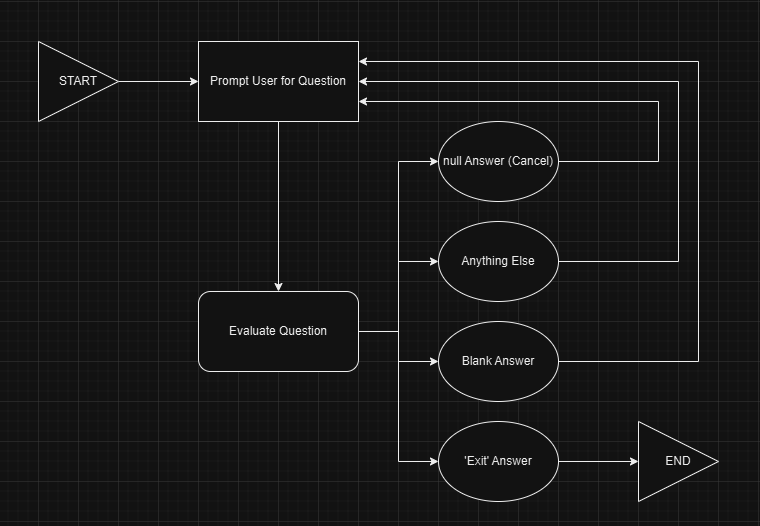 START
Prompt User for Question
null Answer (Cancel)
Anything Else
Evaluate Question
Blank Answer
'Exit' Answer
END